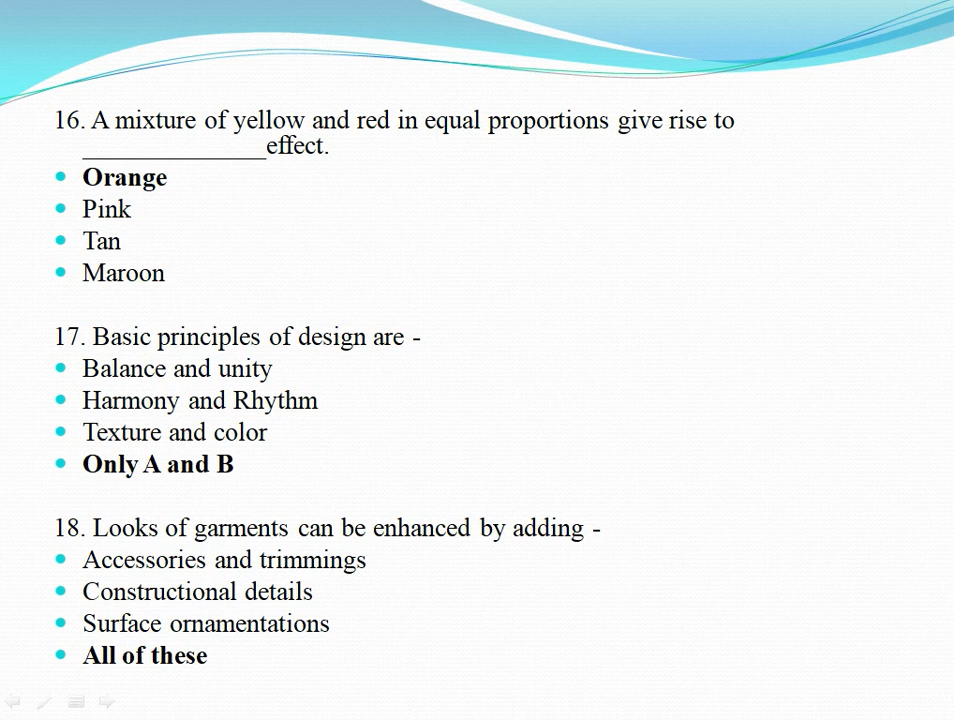 16. A mixture of yellow and red in equal proportions give rise to
______________effect.
• Orange
• Pink
• Tan
• Maroon
17. Basic principles of design are -
• Balance and unity
• Harmony and Rhythm
• Texture and color
• Only A and B
18. Looks of garments can be enhanced by adding -
• Accessories and trimmings
• Constructional details
• Surface ornamentations
• All of these